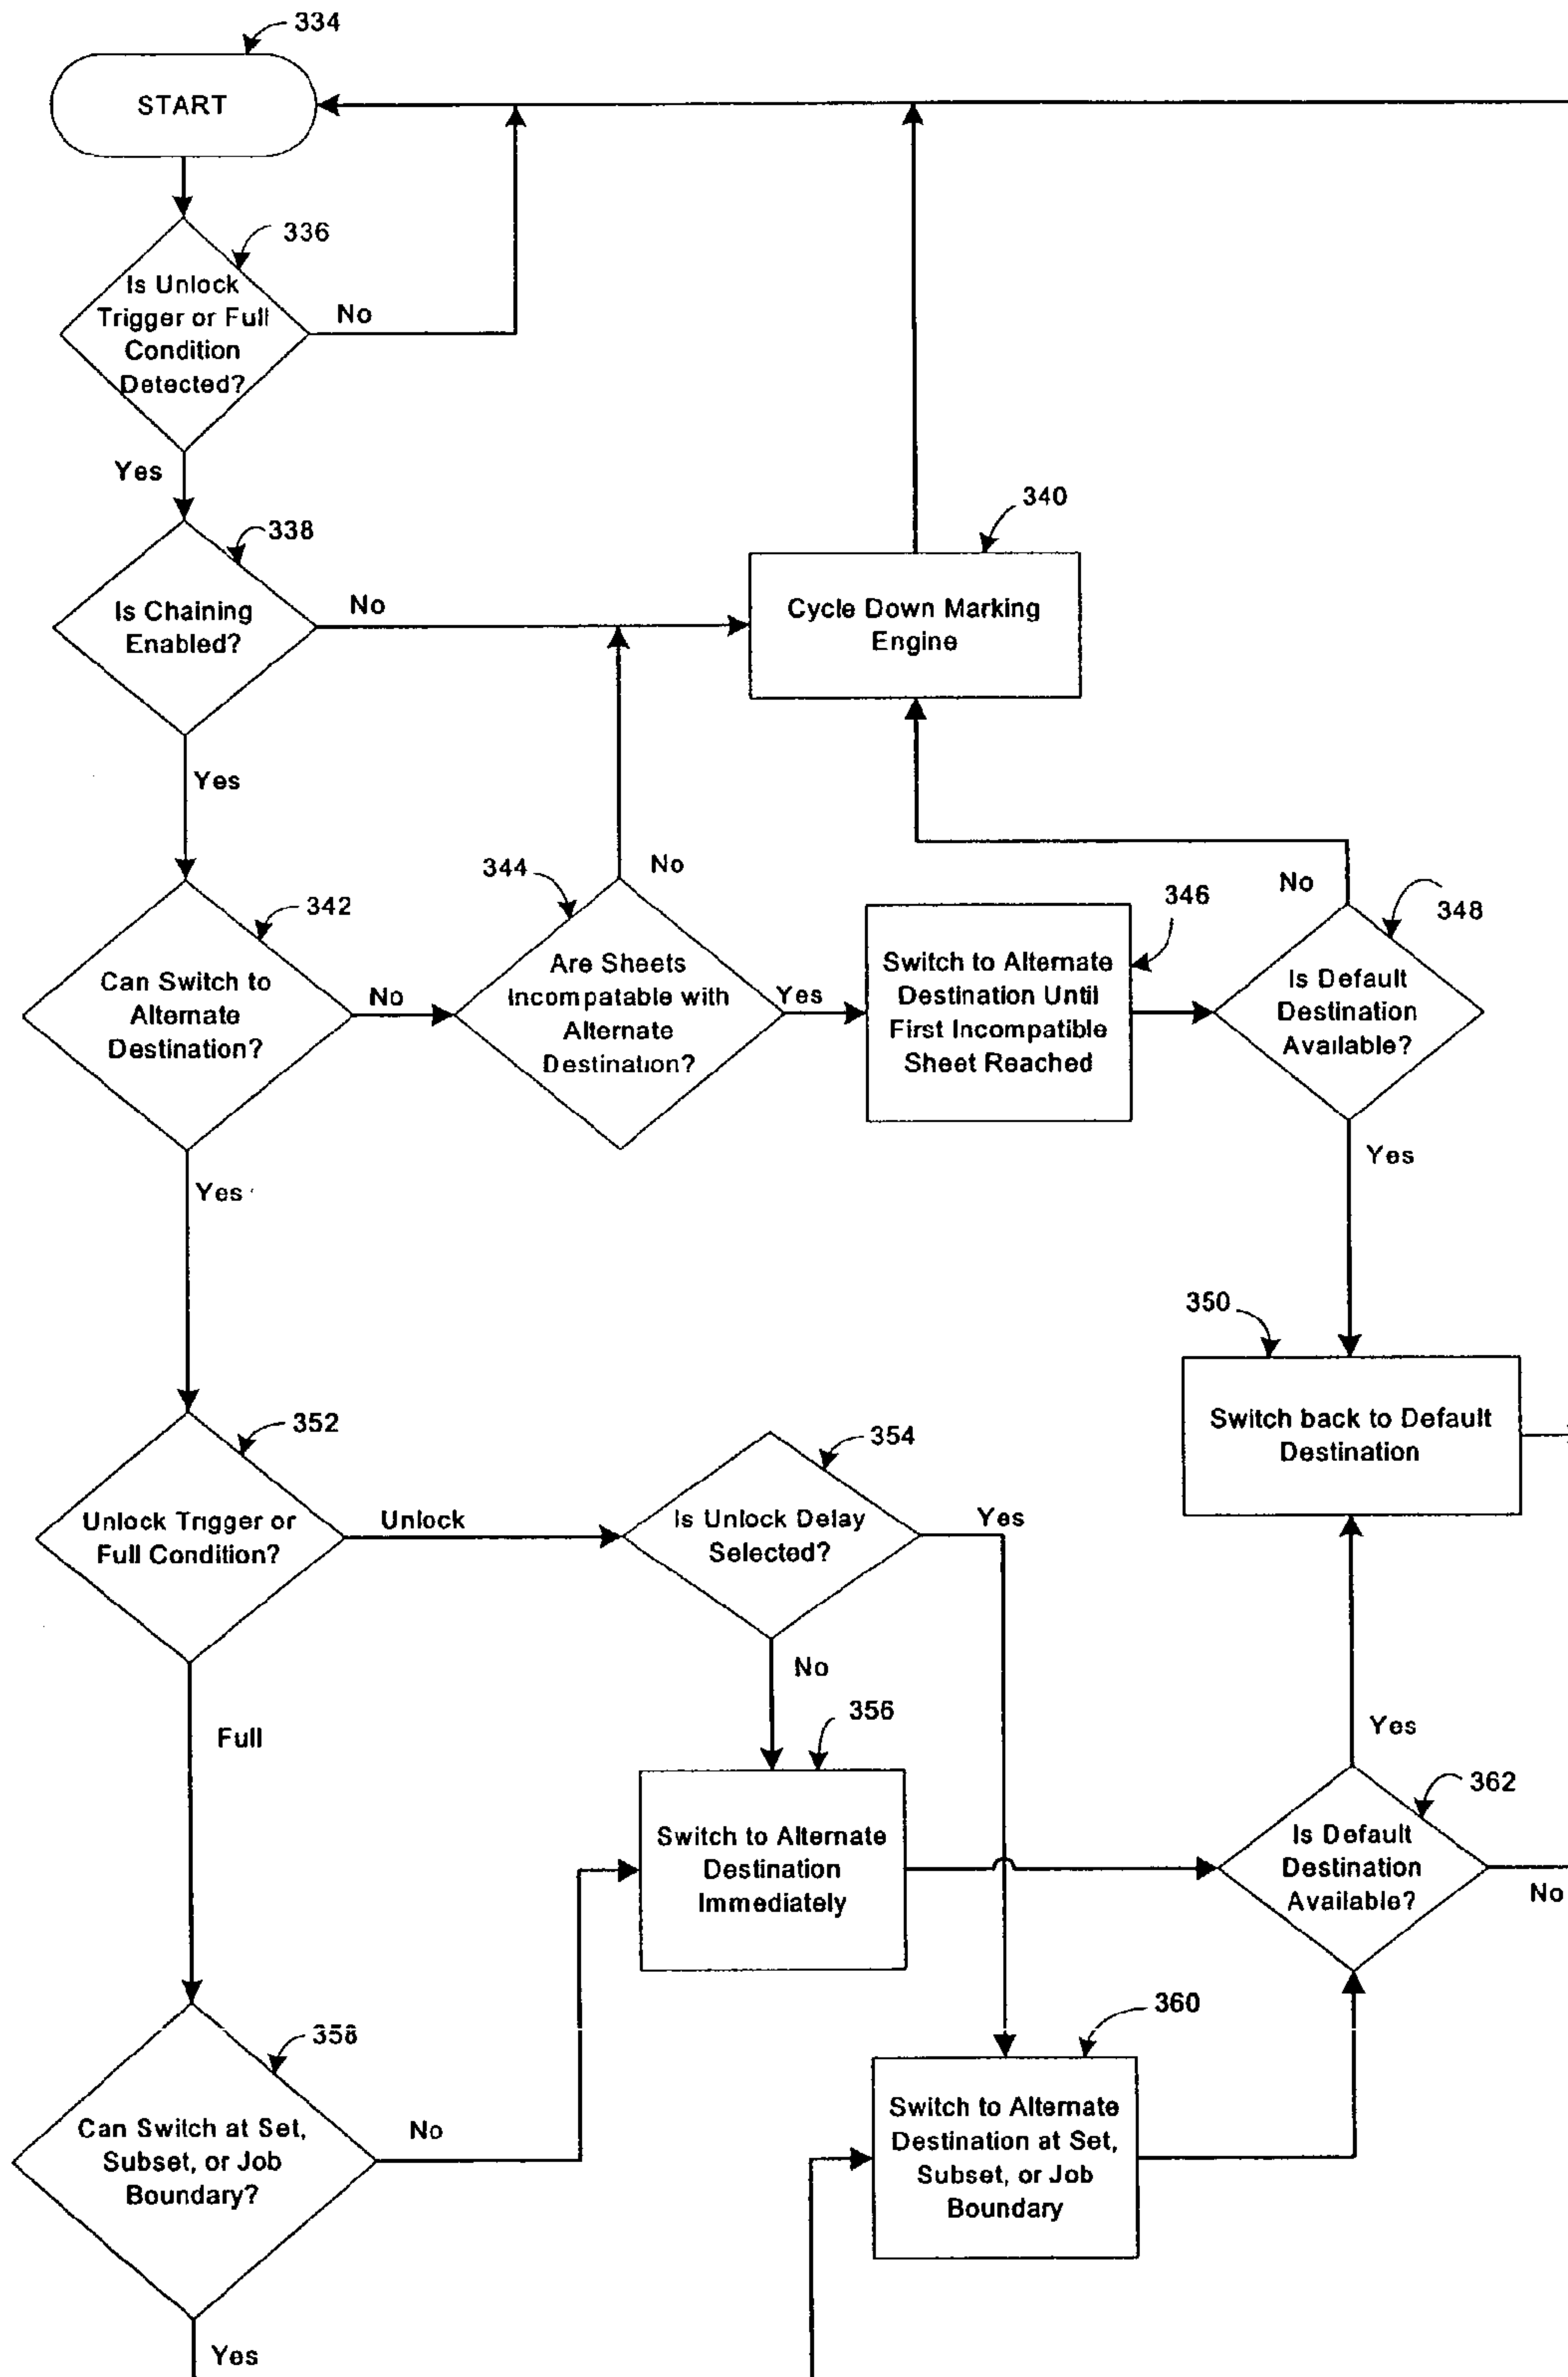 334
START
336
Is Unlock
Trigger or Full
Condition
Detected?
No
Yes
338
Is Chaining
Enabled?
No
340
Cycle Down Marking
Engine
Yes
342
Can Switch to
Alternate
Destination?
No
344
No
Are Sheets
Incompatable with
Alternate
Destination?
Yes
346
Switch to Alternate
Destination Until
First Incompatible
Sheet Reached
No
348
Is Default
Destination
Available?
Yes
Yes
350
Switch back to Default
Destination
352
Unlock Trigger or
Full Condition?
Unlock
354
Is Unlock Delay
Selected?
Yes
No
Full
356
Switch to Alternate
Destination
Immediately
Yes
362
Is Default
Destination
Available?
No
358
Can Switch at Set,
Subset, or Job
Boundary?
No
360
Switch to Alternate
Destination at Set,
Subset, or Job
Boundary
Yes